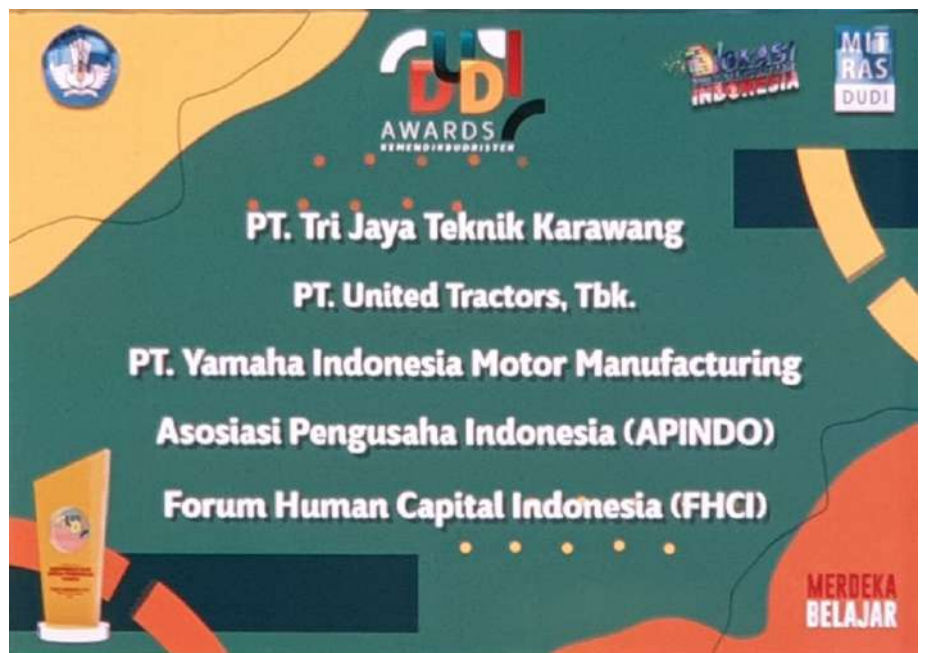 DUDI
AWARDS
KEMENDIKBUDRISTEK
VOKASI
INDONESIA
MIT
RAS
DUDI
PT. Tri Jaya Teknik Karawang
PT. United Tractors, Tbk.
PT. Yamaha Indonesia Motor Manufacturing
Asosiasi Pengusaha Indonesia (APINDO)
Forum Human Capital Indonesia (FHCI)
MERDEKA
BELAJAR